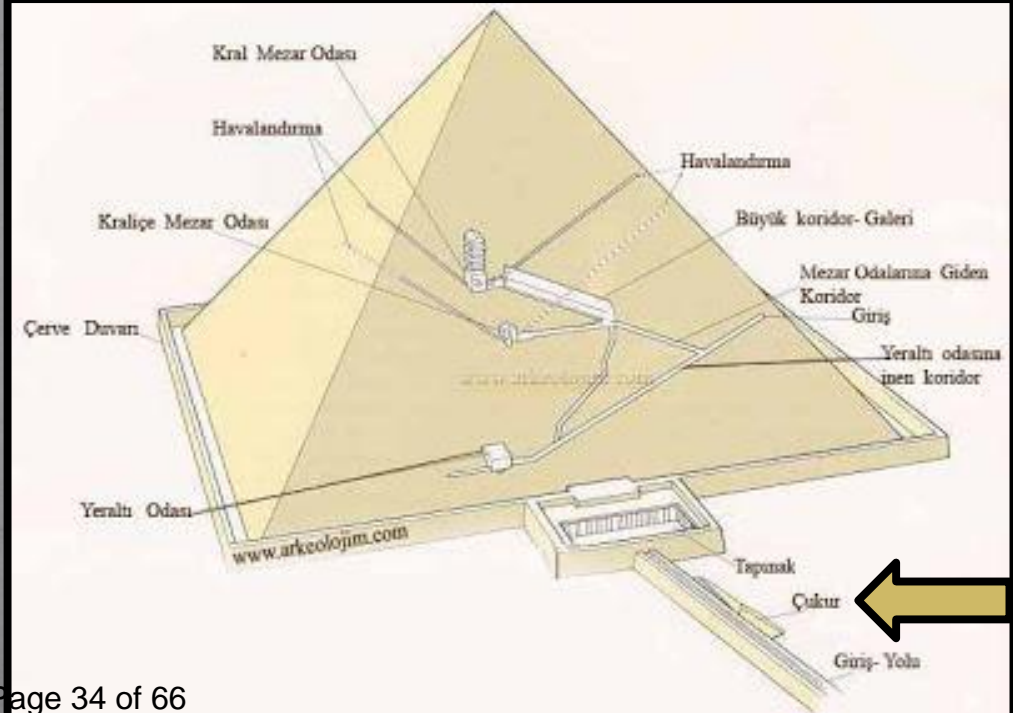 Kral Mezar Odası
Havalandırma
Havalandırma
Kraliçe Mezar Odası
Büyük koridor- Galeri
Mezar Odalarına Giden
Koridor
Giriş
Çerve Duvarı
Yeraltı odasına
inen koridor
Yeraltı Odası
www.arkeolojim.com
Tapınak
Çukur
Giriş- Yolu
age 34 of 66